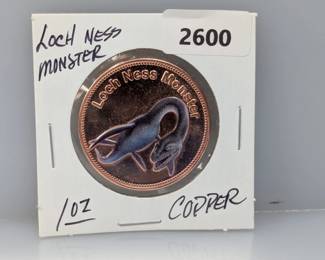 LOCH NESS
MONSTER
2600
Loch Ness Monster
1OZ
COPPER